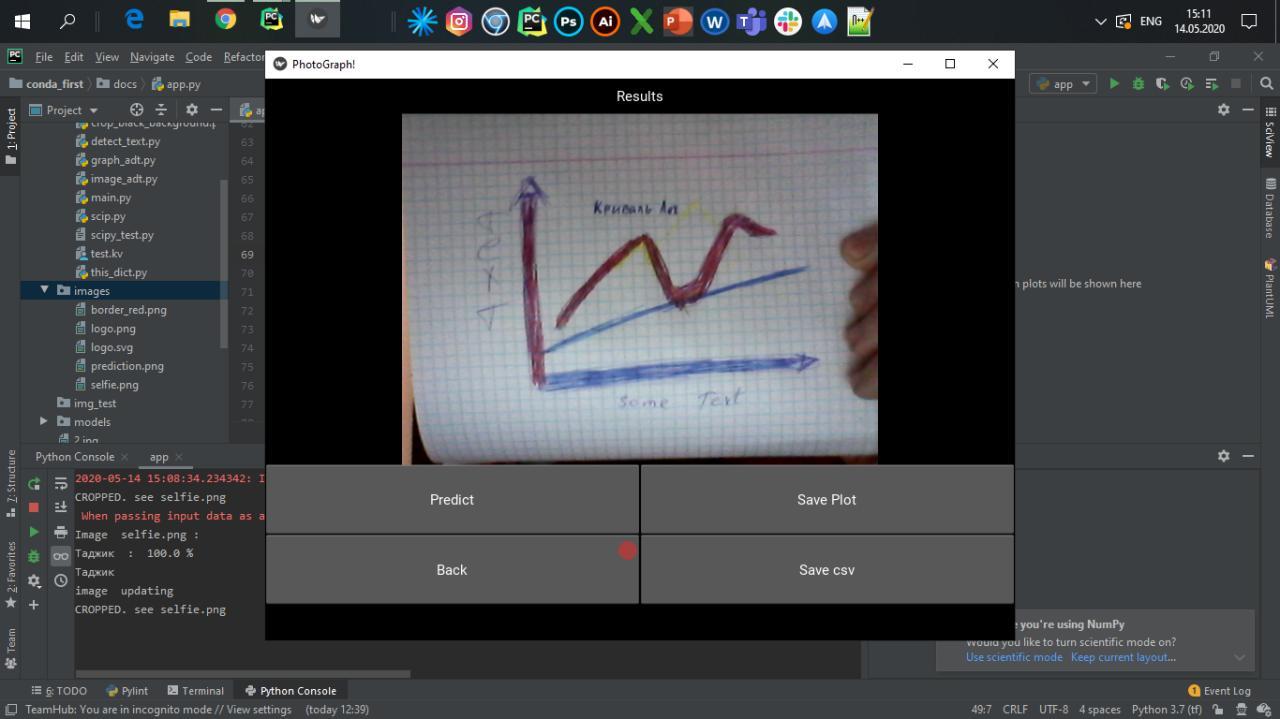 15:11
ENG
14.05.2020
File Edit View Navigate Code Refactor
PhotoGraph!
conda_first docs app.py
app
Results
Project
1: Project
detect_text.py
graph_adt.py
image_adt.py
main.py
scip.py
scipy_test.py
test.kv
this_dict.py
images
border_red.png
logo.png
logo.svg
prediction.png
selfie.png
img_test
models
2.jpg
63
64
65
66
67
68
69
70
71
72
73
74
75
76
77
some Text
plots will be shown here
SciView
Database
PlantUML
Python Console app
2020-05-14 15:08:34.234342: I
CROPPED. see selfie.png
When passing input data as a
Image selfie.png :
Таджик : 100.0 %
Таджик
image updating
CROPPED. see selfie.png
7: Structure
2: Favorites
Team
Predict
Save Plot
Back
Save csv
you're using NumPy
Would you like to turn scientific mode on?
Use scientific mode Keep current layout...
6: TODO Pylint Terminal Python Console
1 Event Log
TeamHub: You are in incognito mode // View settings (today 12:39)
49:7 CRLF UTF-8 4 spaces Python 3.7 (tf)